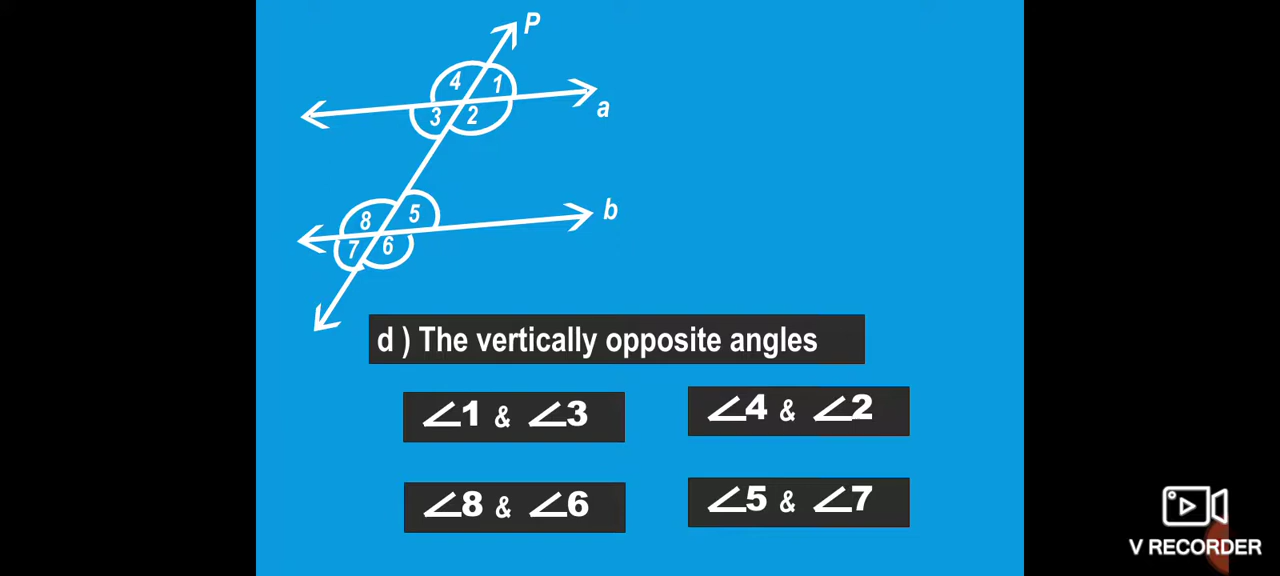 P
4 1
a
3 2
5
b
8
7 6
d ) The vertically opposite angles
∠1 & ∠3
∠4 & ∠2
∠8 & ∠6
∠5 & ∠7
V RECORDER